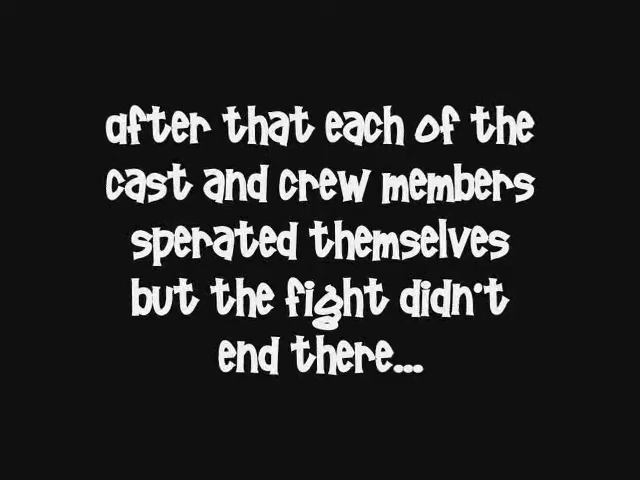 after that each of the
cast and crew members
sperated themselves
but the fight didn't
end there...